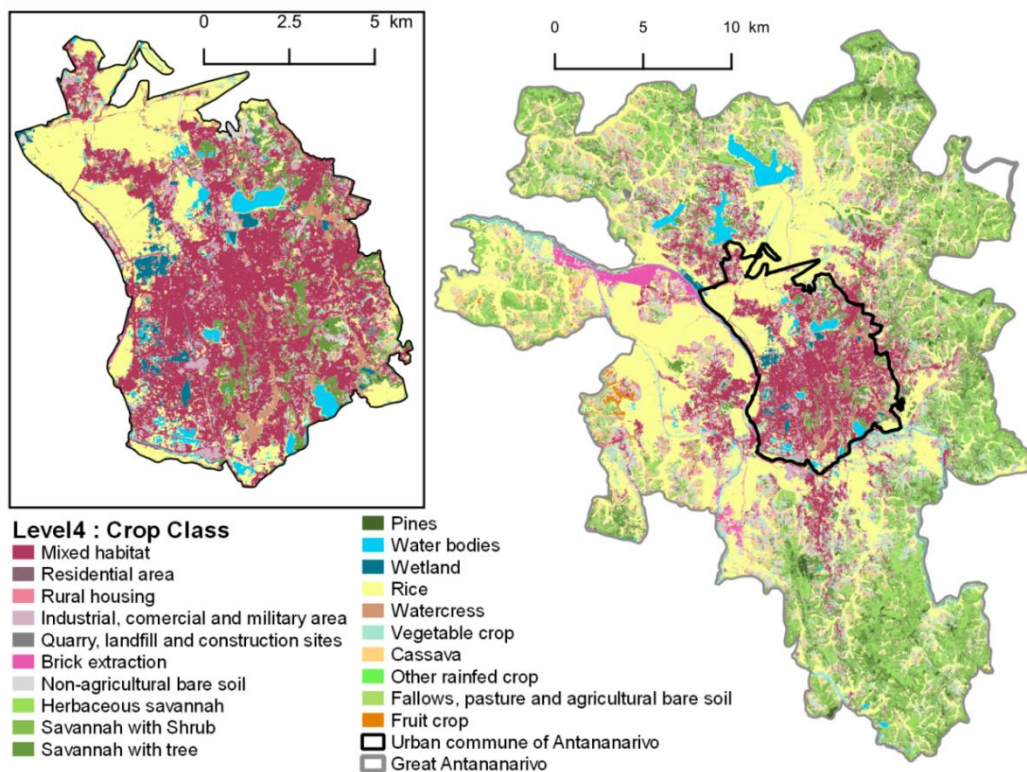 0 2.5 5 km
0 5 10 km
Level4 : Crop Class
Mixed habitat
Residential area
Rural housing
Industrial, comercial and military area
Quarry, landfill and construction sites
Brick extraction
Non-agricultural bare soil
Herbaceous savannah
Savannah with Shrub
Savannah with tree
Pines
Water bodies
Wetland
Rice
Watercress
Vegetable crop
Cassava
Other rainfed crop
Fallows, pasture and agricultural bare soil
Fruit crop
Urban commune of Antananarivo
Great Antananarivo